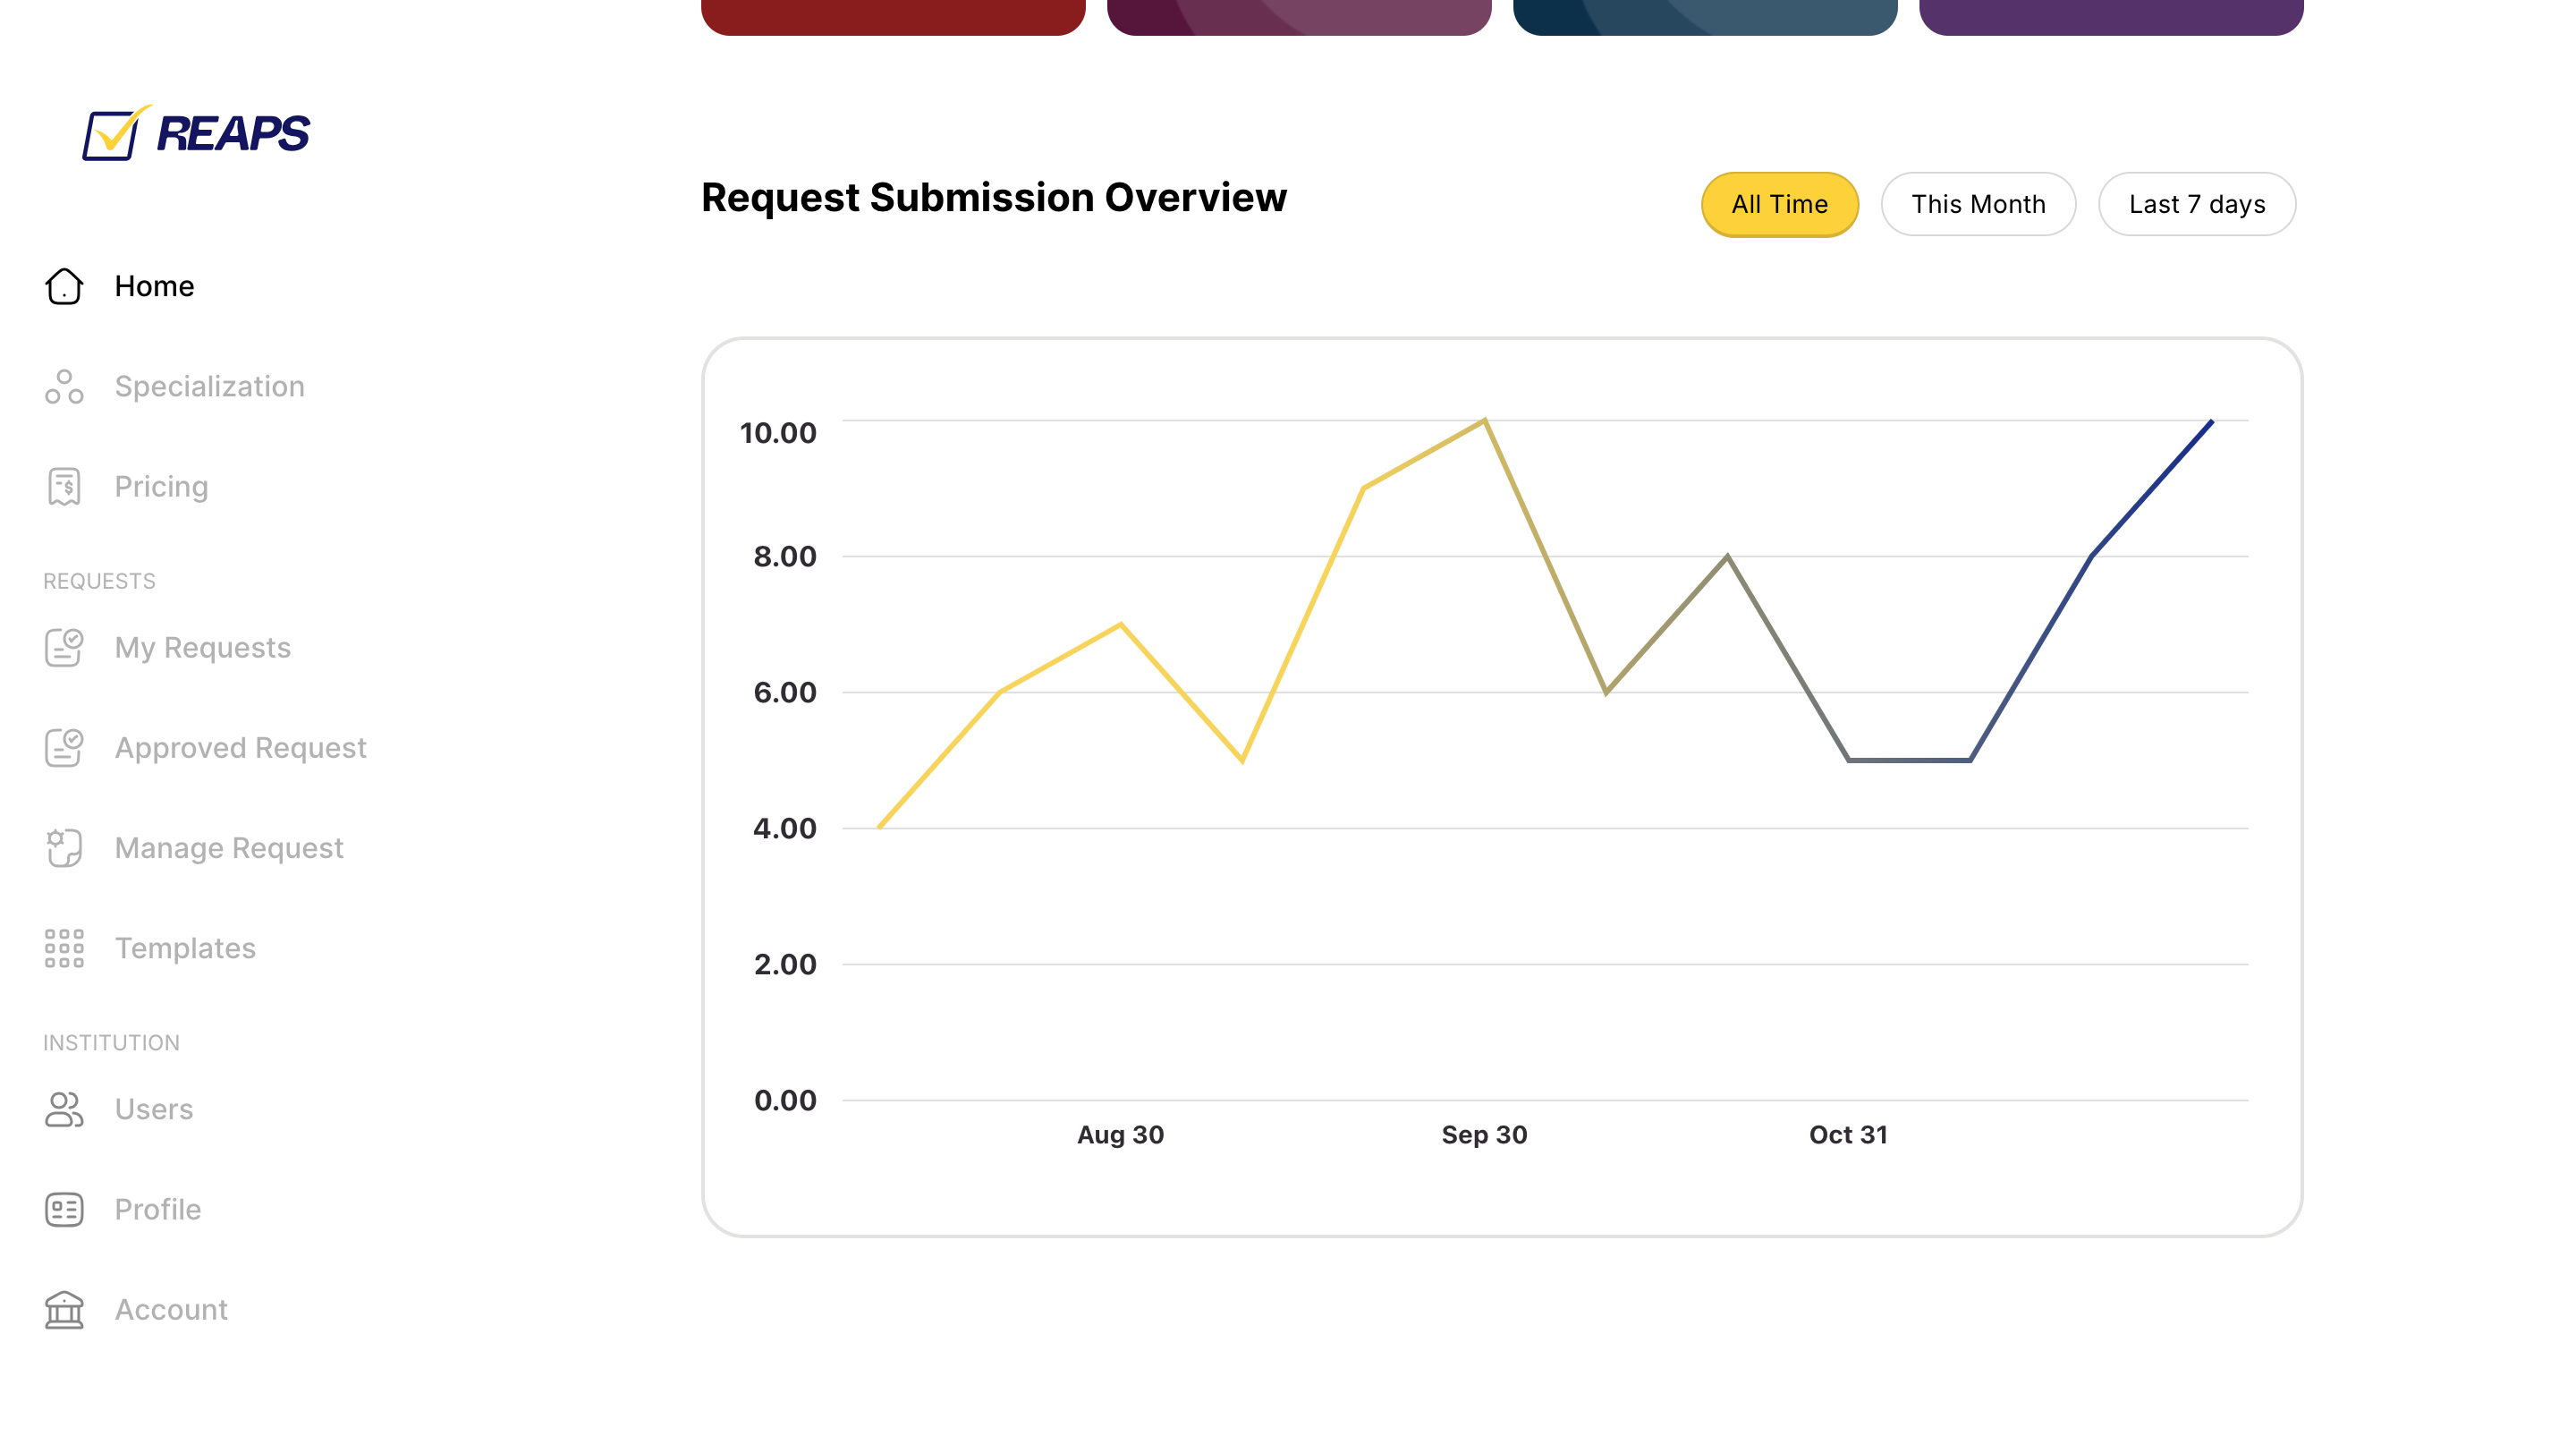 REAPS
Home
Specialization
Pricing
REQUESTS
My Requests
Approved Request
Manage Request
Templates
INSTITUTION
Users
Profile
Account
Request Submission Overview
All Time
This Month
Last 7 days
10.00
8.00
6.00
4.00
2.00
0.00
Aug 30
Sep 30
Oct 31